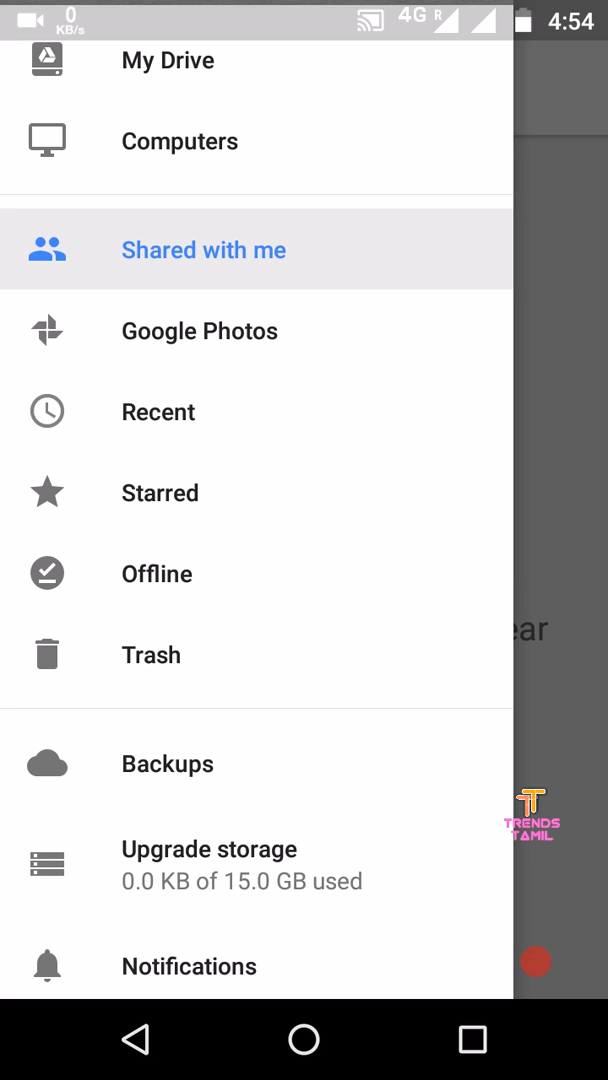 0
KB/s
4G R
4:54
My Drive
Computers
Shared with me
Google Photos
Recent
Starred
Offline
ear
Trash
Backups
TT
TRENDS
TAMIL
Upgrade storage
0.0 KB of 15.0 GB used
Notifications